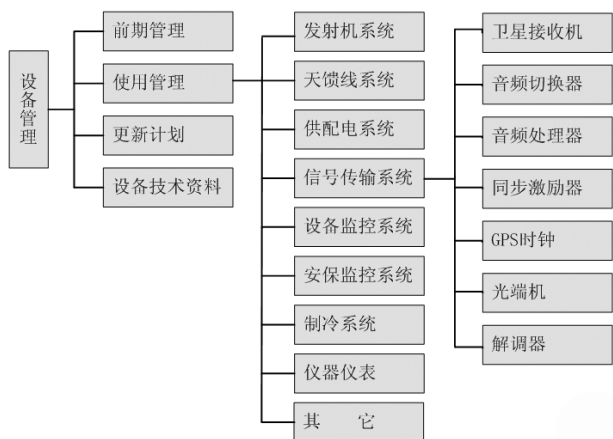 设备管理
前期管理
使用管理
更新计划
设备技术资料
发射机系统
天馈线系统
供配电系统
信号传输系统
设备监控系统
安保监控系统
制冷系统
仪器仪表
其　　它
卫星接收机
音频切换器
音频处理器
同步激励器
GPS时钟
光端机
解调器